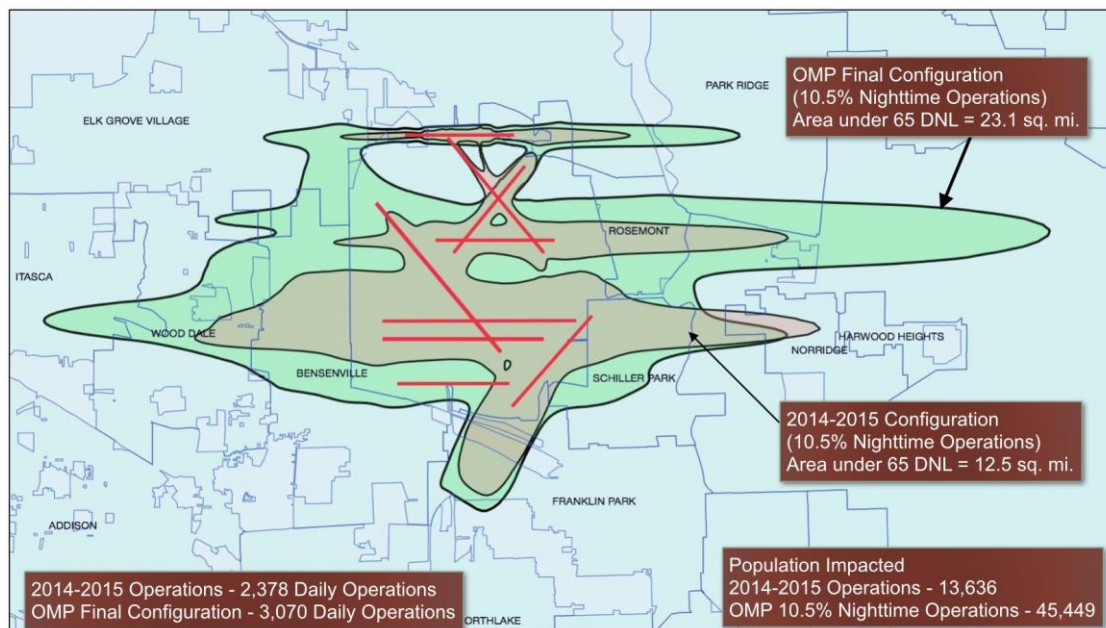 PARK RIDGE
OMP Final Configuration
(10.5% Nighttime Operations)
Area under 65 DNL = 23.1 sq. mi.
ELK GROVE VILLAGE
ROSEMONT
ITASCA
WOOD DALE
HARWOOD HEIGHTS
NORRIDGE
BENSENVILLE
SCHILLER PARK
2014-2015 Configuration
(10.5% Nighttime Operations)
Area under 65 DNL = 12.5 sq. mi.
FRANKLIN PARK
ADDISON
2014-2015 Operations - 2,378 Daily Operations
OMP Final Configuration - 3,070 Daily Operations
ORTHLAKE
Population Impacted
2014-2015 Operations - 13,636
OMP 10.5% Nighttime Operations - 45,449